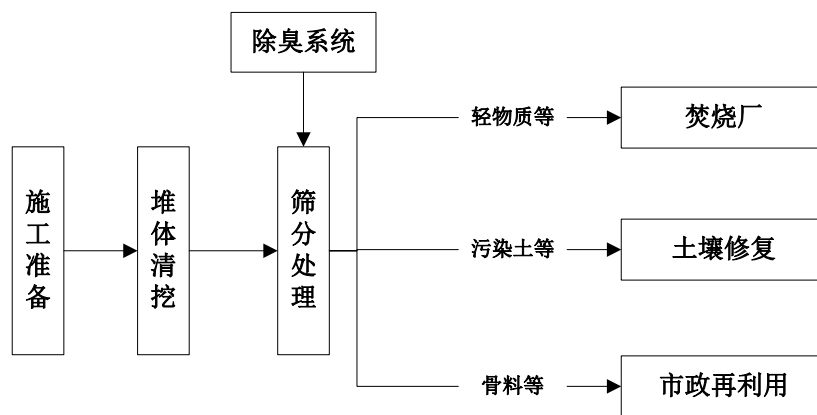 除臭系统
轻物质等
焚烧厂
施工准备
堆体清挖
筛分处理
污染土等
土壤修复
骨料等
市政再利用